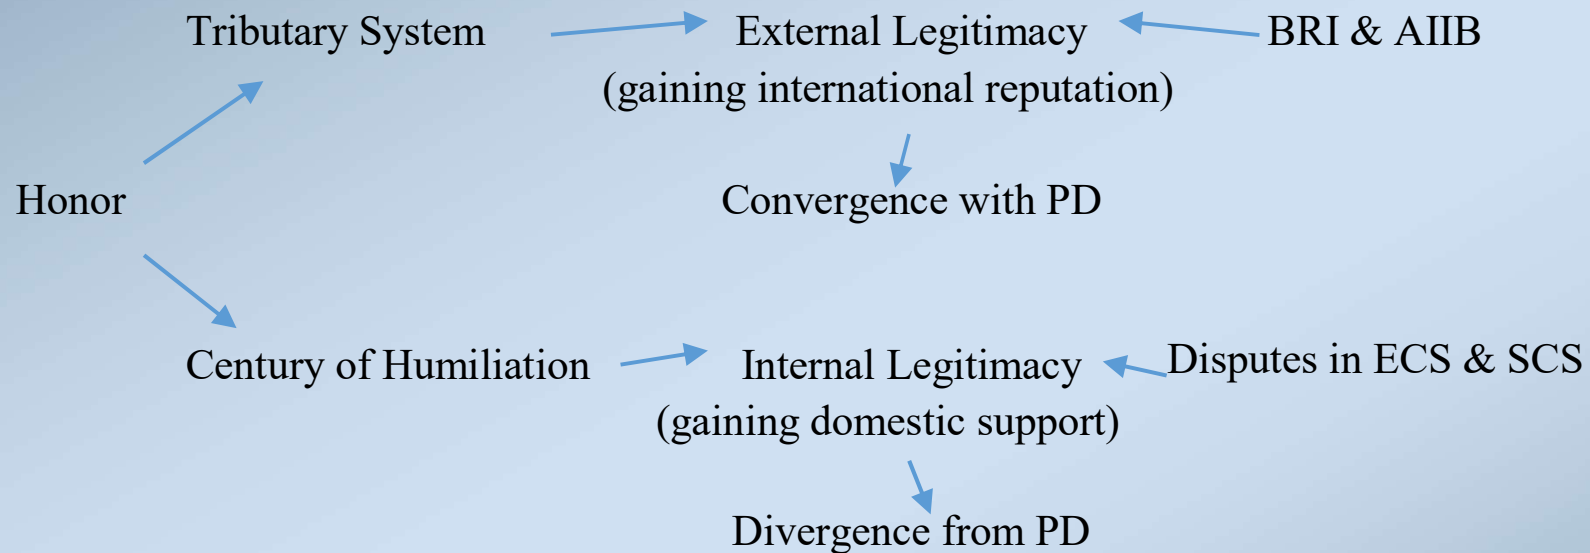 Tributary System
External Legitimacy
BRI & AIIB
(gaining international reputation)
Honor
Convergence with PD
Century of Humiliation
Internal Legitimacy
Disputes in ECS & SCS
(gaining domestic support)
Divergence from PD